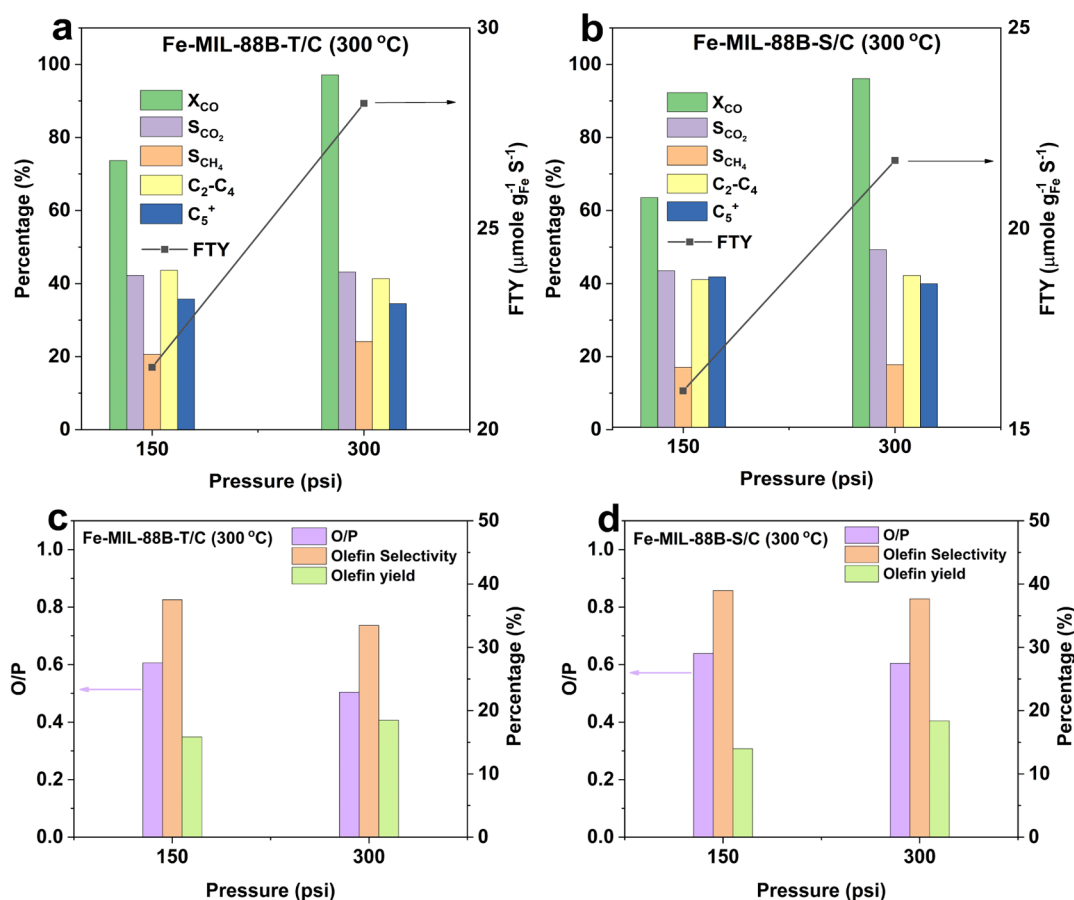 a
Fe-MIL-88B-T/C (300 °C)
X_CO
S_CO₂
S_CH₄
C₂-C₄
C₅⁺
FTY
100
80
60
40
20
0
Percentage (%)
30
25
20
FTY (μmole g⁻¹_Fe S⁻¹)
150
300
Pressure (psi)
b
Fe-MIL-88B-S/C (300 °C)
X_CO
S_CO₂
S_CH₄
C₂-C₄
C₅⁺
FTY
100
80
60
40
20
0
Percentage (%)
25
20
15
FTY (μmole g⁻¹_Fe S⁻¹)
150
300
Pressure (psi)
c
Fe-MIL-88B-T/C (300 °C)
O/P
Olefin Selectivity
Olefin yield
1.0
0.8
0.6
0.4
0.2
0.0
O/P
50
40
30
20
10
0
Percentage (%)
150
300
Pressure (psi)
d
Fe-MIL-88B-S/C (300 °C)
O/P
Olefin Selectivity
Olefin yield
1.0
0.8
0.6
0.4
0.2
0.0
O/P
50
40
30
20
10
0
Percentage (%)
150
300
Pressure (psi)